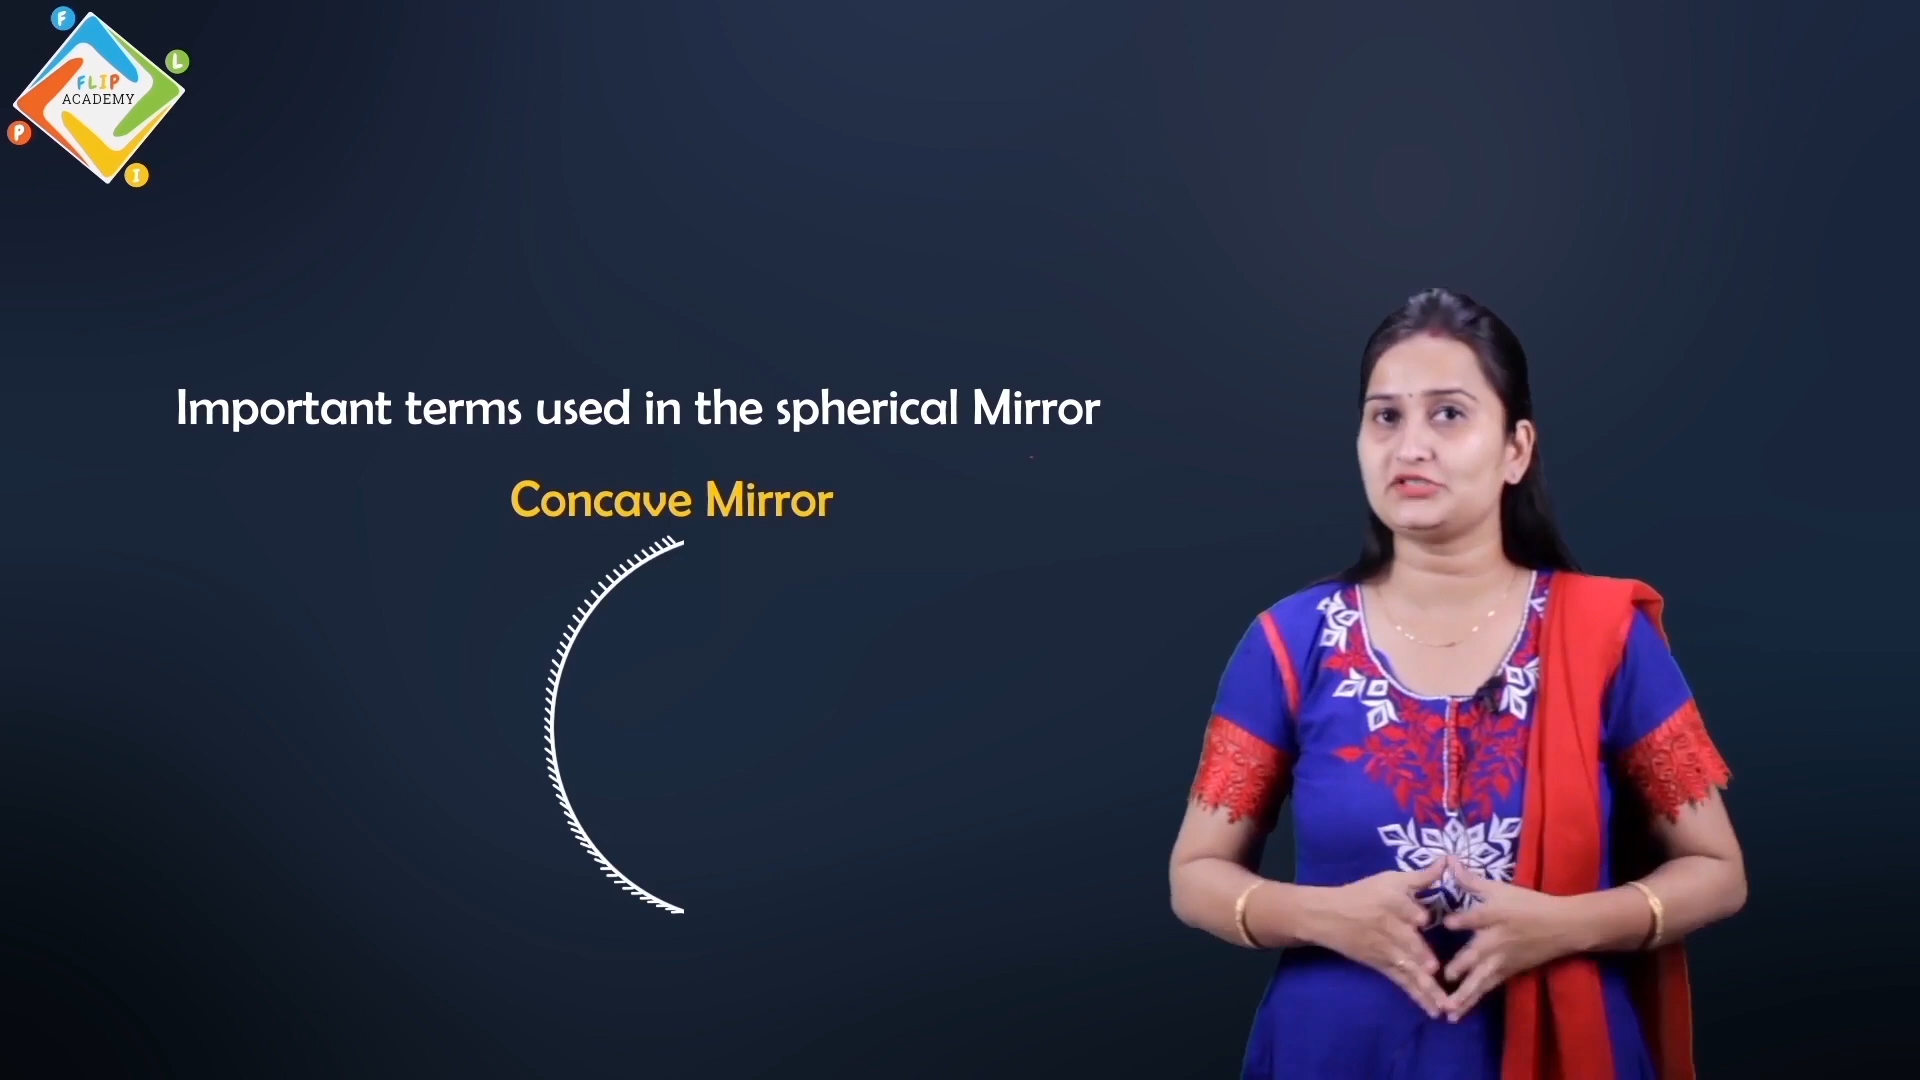 F
L
FLIP
ACADEMY
P
I
Important terms used in the spherical Mirror
Concave Mirror